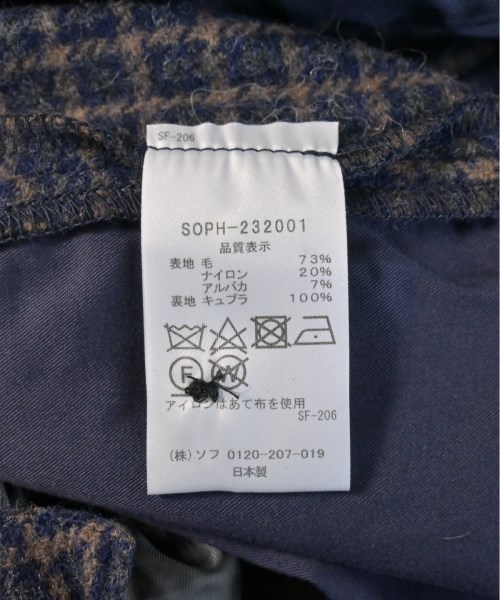 SF-206
SOPH-232001
品質表示
表地 毛 73%
ナイロン 20%
アルパカ 7%
裏地 キュプラ 100%
F W
アイロンはあて布を使用
SF-206
(株)ソフ 0120-207-019
日本製